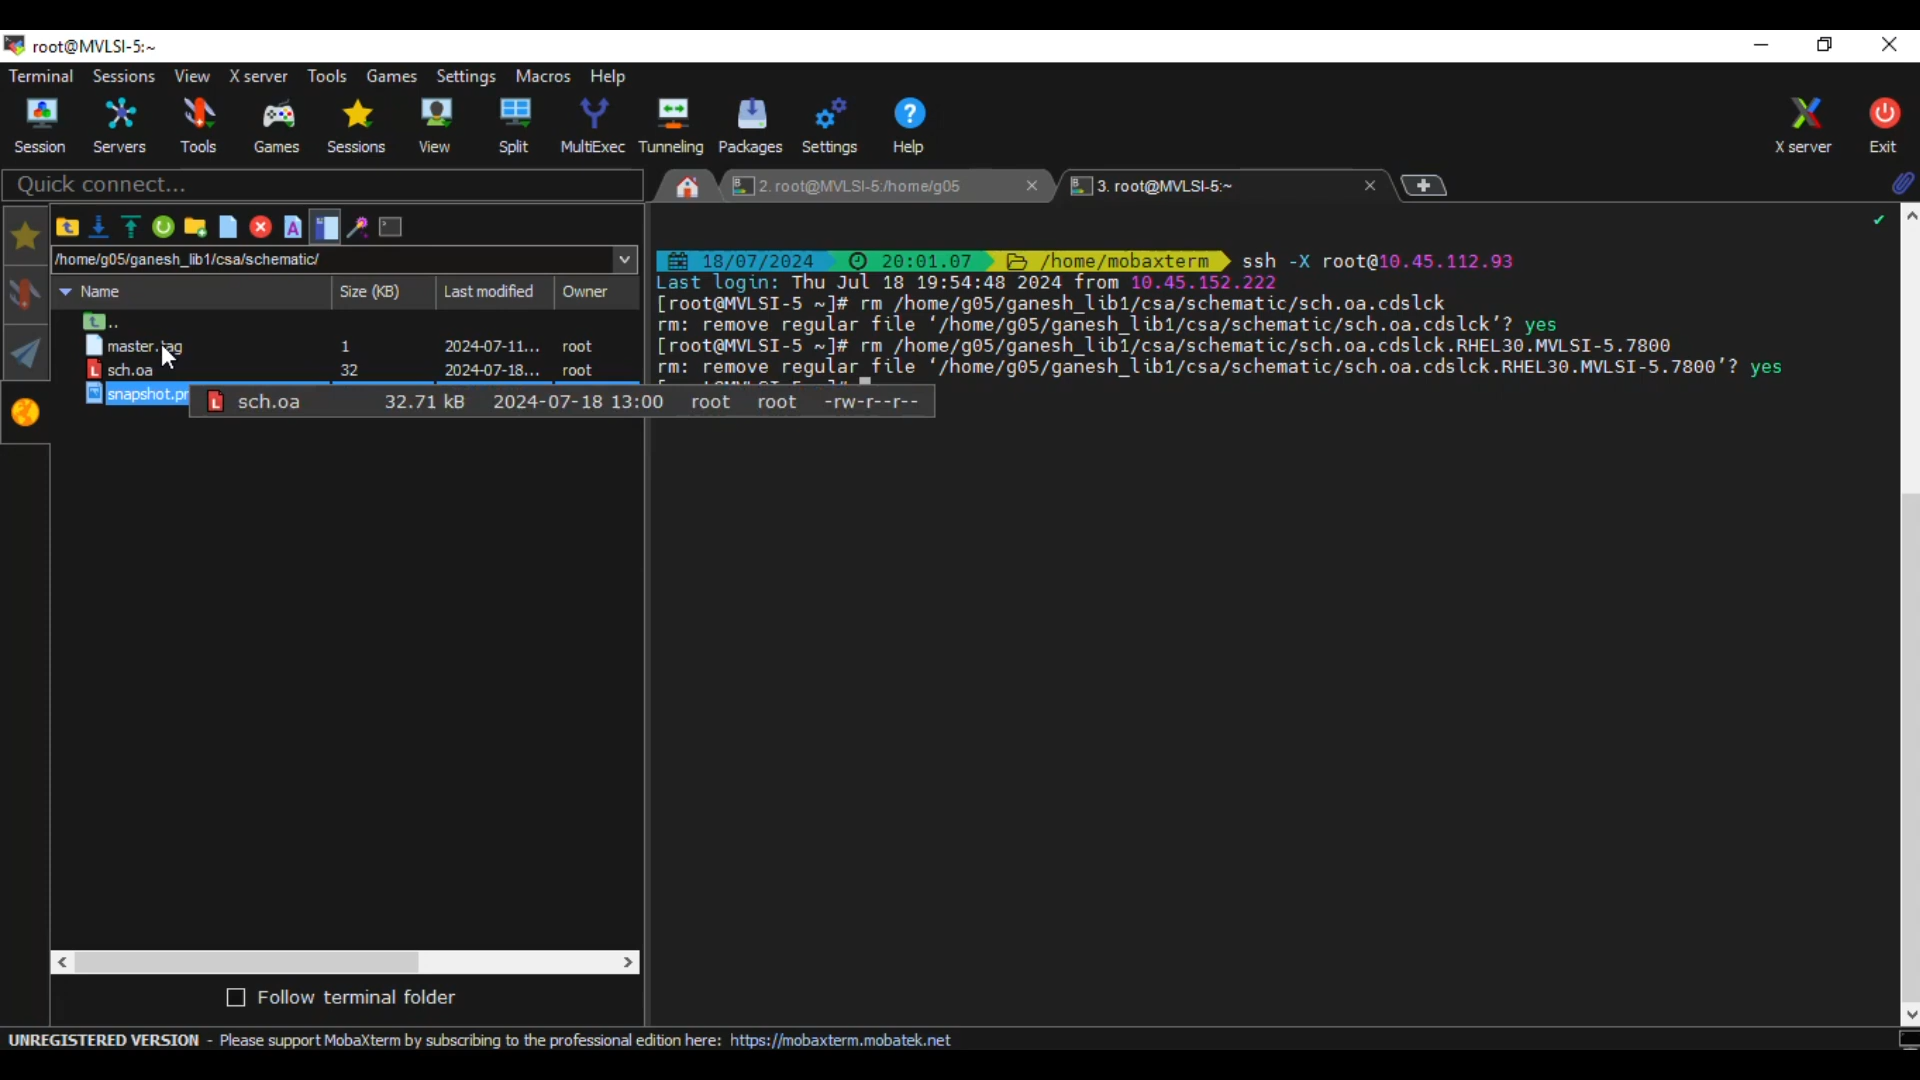 root@MVLSI-5:~
Terminal Sessions View X server Tools Games Settings Macros Help
Session Servers Tools Games Sessions View Split MultiExec Tunneling Packages Settings Help X server Exit
Quick connect...
2. root@MVLSI-5:/home/g05
3. root@MVLSI-5:~
/home/g05/ganesh_lib1/csa/schematic/
Name Size (KB) Last modified Owner
..
master.tag 1 2024-07-11... root
sch.oa 32 2024-07-18... root
snapshot.pr
sch.oa 32.71 kB 2024-07-18 13:00 root root -rw-r--r--
18/07/2024 20:01.07 /home/mobaxterm ssh -X root@10.45.112.93
Last login: Thu Jul 18 19:54:48 2024 from 10.45.152.222
[root@MVLSI-5 ~]# rm /home/g05/ganesh_lib1/csa/schematic/sch.oa.cdslck
rm: remove regular file ‘/home/g05/ganesh_lib1/csa/schematic/sch.oa.cdslck’? yes
[root@MVLSI-5 ~]# rm /home/g05/ganesh_lib1/csa/schematic/sch.oa.cdslck.RHEL30.MVLSI-5.7800
rm: remove regular file ‘/home/g05/ganesh_lib1/csa/schematic/sch.oa.cdslck.RHEL30.MVLSI-5.7800’? yes
Follow terminal folder
UNREGISTERED VERSION - Please support MobaXterm by subscribing to the professional edition here: https://mobaxterm.mobatek.net